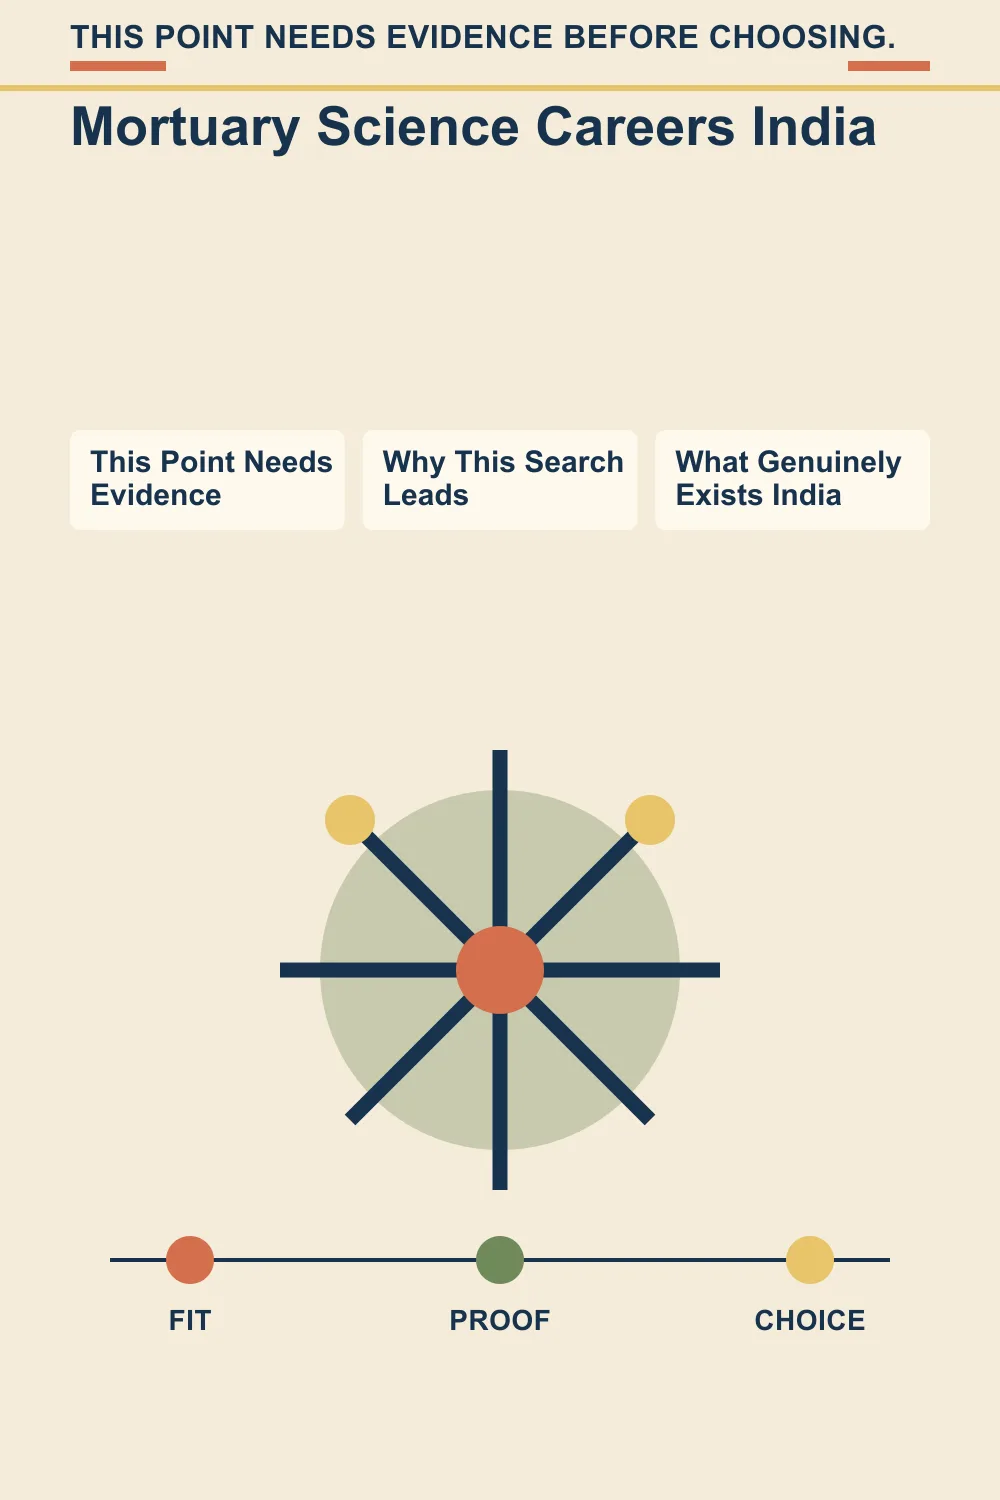 THIS POINT NEEDS EVIDENCE BEFORE CHOOSING.
Mortuary Science Careers India
This Point Needs
Evidence
Why This Search
Leads
What Genuinely
Exists India
FIT
PROOF
CHOICE